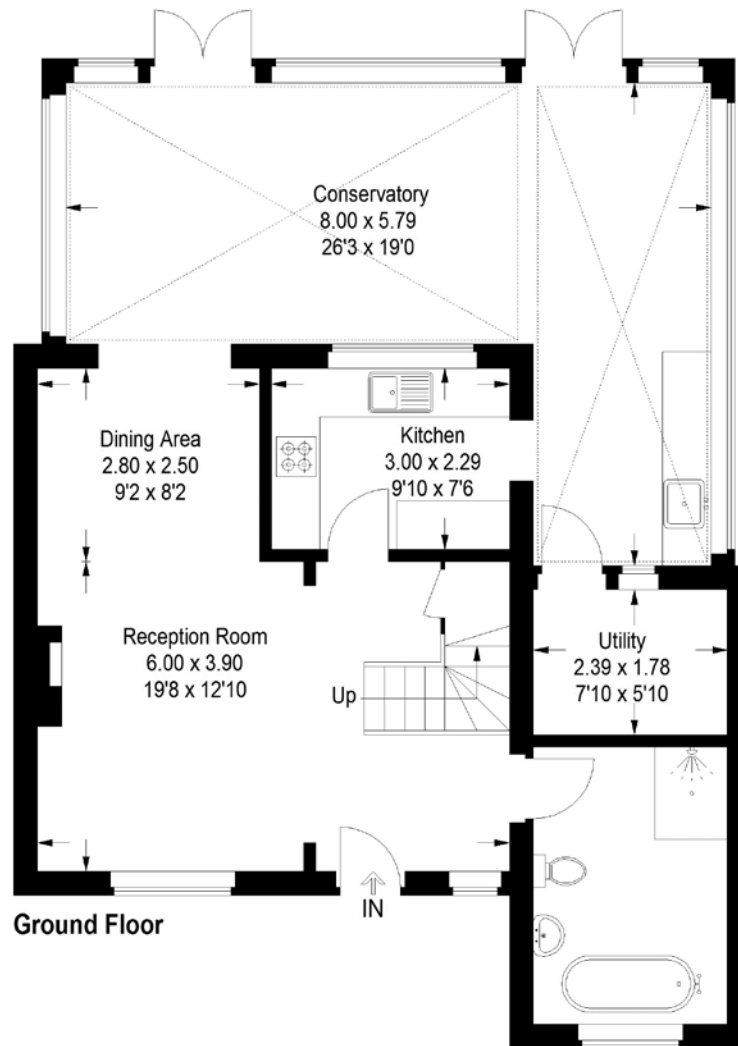 Conservatory
8.00 x 5.79
26'3 x 19'0
Dining Area
2.80 x 2.50
9'2 x 8'2
Kitchen
3.00 x 2.29
9'10 x 7'6
Reception Room
6.00 x 3.90
19'8 x 12'10
Up
Utility
2.39 x 1.78
7'10 x 5'10
IN
Ground Floor